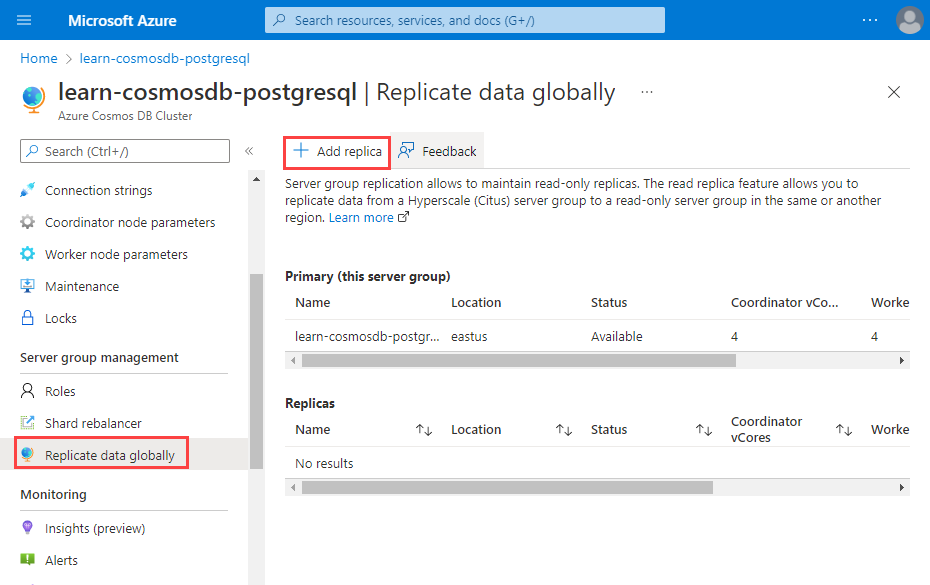 Microsoft Azure
Search resources, services, and docs (G+/)
Home > learn-cosmosdb-postgresql
learn-cosmosdb-postgresql | Replicate data globally
Azure Cosmos DB Cluster
Search (Ctrl+/)
Connection strings
Coordinator node parameters
Worker node parameters
Maintenance
Locks
Server group management
Roles
Shard rebalancer
Replicate data globally
Monitoring
Insights (preview)
Alerts
Add replica
Feedback
Server group replication allows to maintain read-only replicas. The read replica feature allows you to
replicate data from a Hyperscale (Citus) server group to a read-only server group in the same or another
region. Learn more
Primary (this server group)
Name Location Status Coordinator vCo... Worke
learn-cosmosdb-postgr... eastus Available 4 4
Replicas
Name Location Status Coordinator vCores Worke
No results